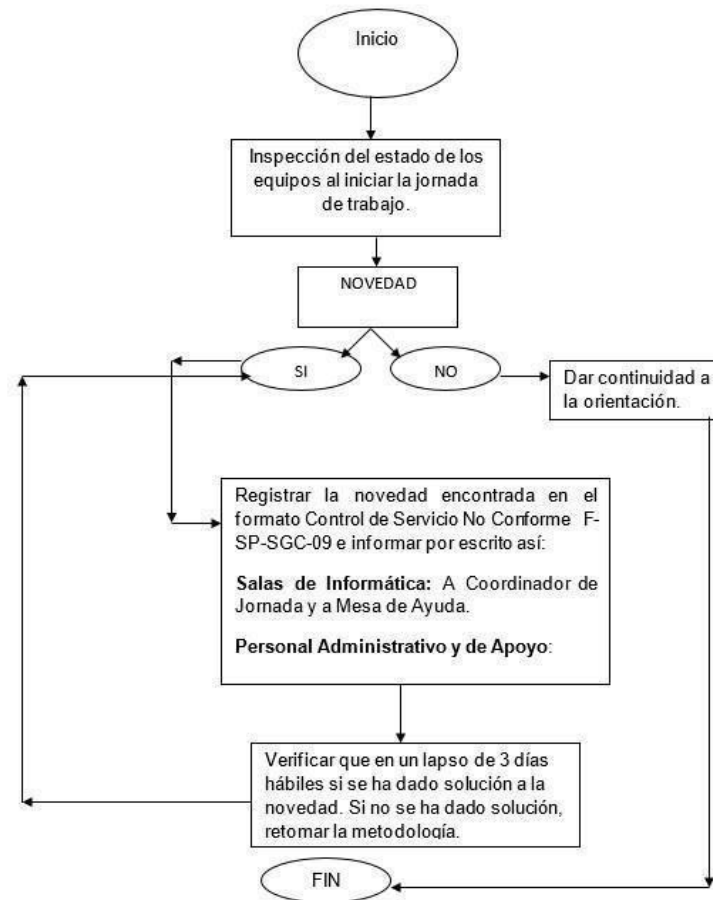 Inicio
Inspección del estado de los
equipos al iniciar la jornada
de trabajo.
NOVEDAD
SI
NO
Dar continuidad a
la orientación.
Registrar la novedad encontrada en el
formato Control de Servicio No Conforme F-
SP-SGC-09 e informar por escrito así:
Salas de Informática: A Coordinador de
Jornada y a Mesa de Ayuda.
Personal Administrativo y de Apoyo:
Verificar que en un lapso de 3 días
hábiles si se ha dado solución a la
novedad. Si no se ha dado solución,
retomar la metodología.
FIN